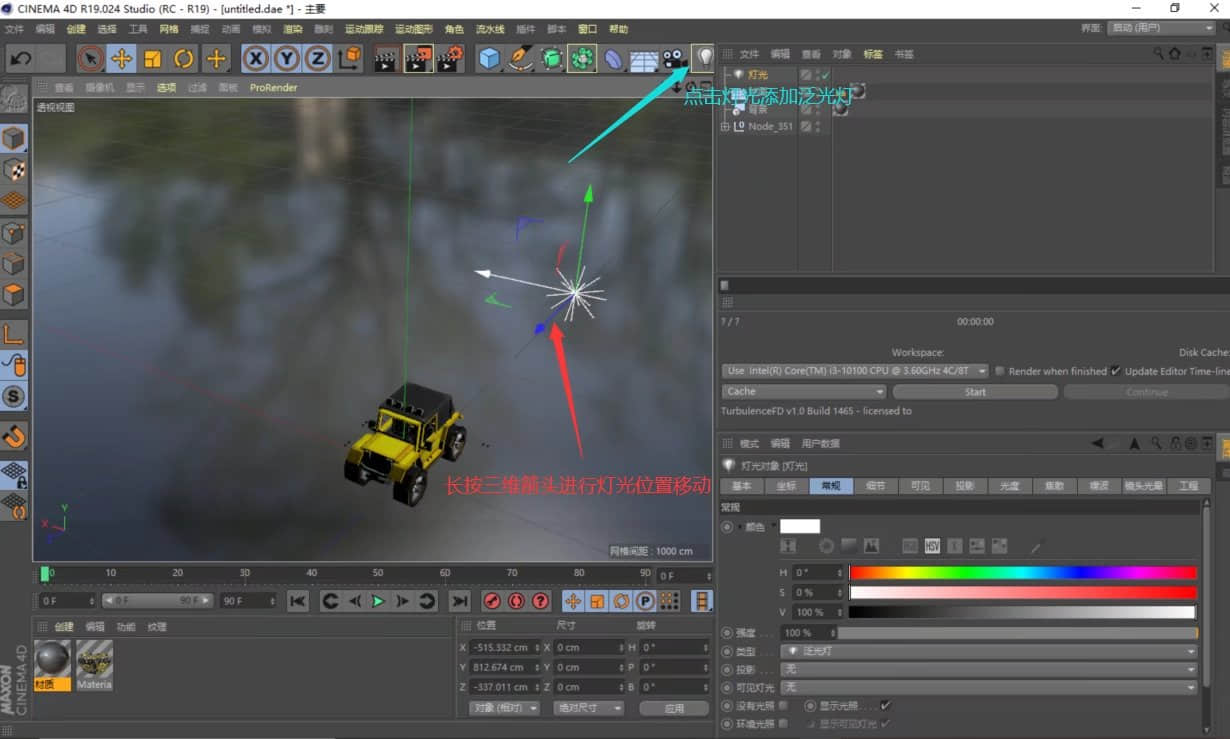 CINEMA 4D R19.024 Studio (RC - R19) - [untitled.dae *] - 主要
文件 编辑 创建 选择 工具 网格 捕捉 动画 模拟 渲染 雕刻 运动跟踪 运动图形 角色 流水线 插件 脚本 窗口 帮助
界面: 启动 (用户)
查看 摄像机 显示 选项 过滤 面板 ProRender
透视视图
文件 编辑 查看 对象 标签 书签
灯光
点击灯光添加泛光灯
背景
Node_351
长按三维箭头进行灯光位置移动
网格间距 : 1000 cm
0 10 20 30 40 50 60 70 80 90 0 F
0 F 0 F 90 F 90 F
创建 编辑 功能 纹理
材质 Materia
MAXON CINEMA 4D
位置 尺寸 旋转
X -515.332 cm X 0 cm H 0 °
Y 812.674 cm Y 0 cm P 0 °
Z -337.011 cm Z 0 cm B 0 °
对象 (相对) 绝对尺寸 应用
? / ? 00:00:00
Workspace: Disk Cache:
Use Intel(R) Core(TM) i3-10100 CPU @ 3.60GHz 4C/8T Render when finished Update Editor Time-line
Cache Start Continue
TurbulenceFD v1.0 Build 1465 - licensed to
模式 编辑 用户数据
灯光对象 [灯光]
基本 坐标 常规 细节 可见 投影 光度 焦散 噪波 镜头光晕 工程
常规
颜色
HSV
H 0 °
S 0 %
V 100 %
强度 100 %
类型 泛光灯
投影 无
可见灯光 无
没有光照 显示光照
环境光照 显示可见灯光